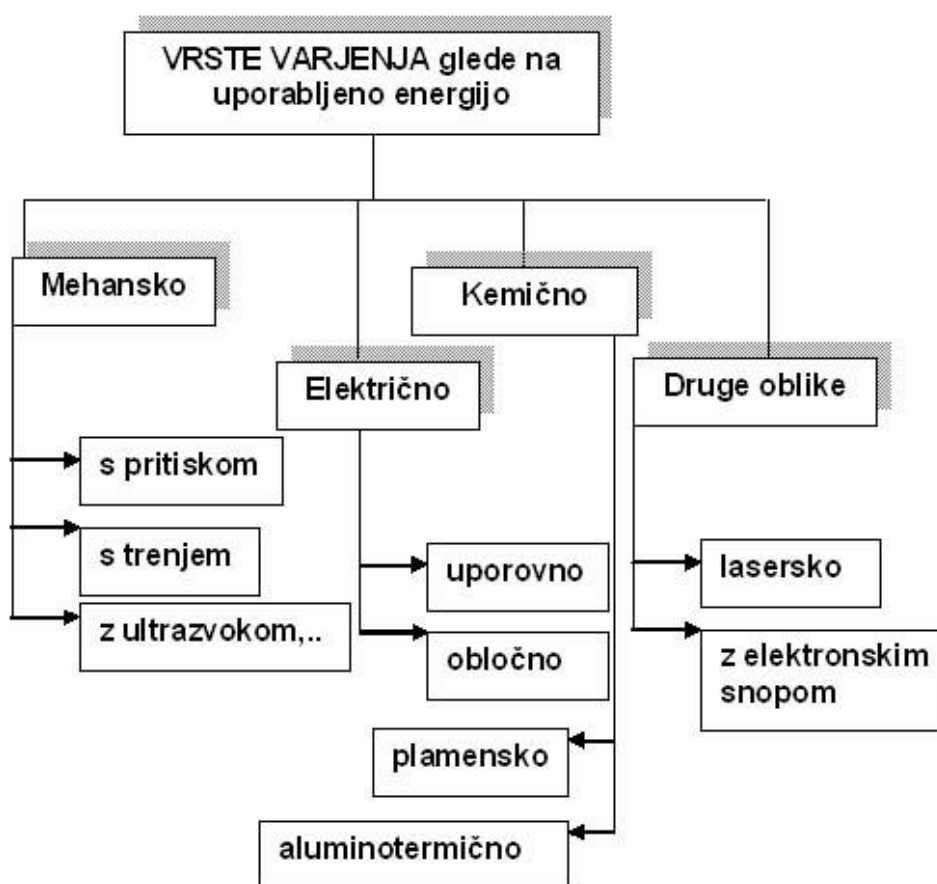 VRSTE VARJENJA glede na
uporabljeno energijo
Mehansko
s pritiskom
s trenjem
z ultrazvokom,..
Električno
uporovno
obločno
Kemično
plamensko
aluminotermično
Druge oblike
lasersko
z elektronskim
snopom